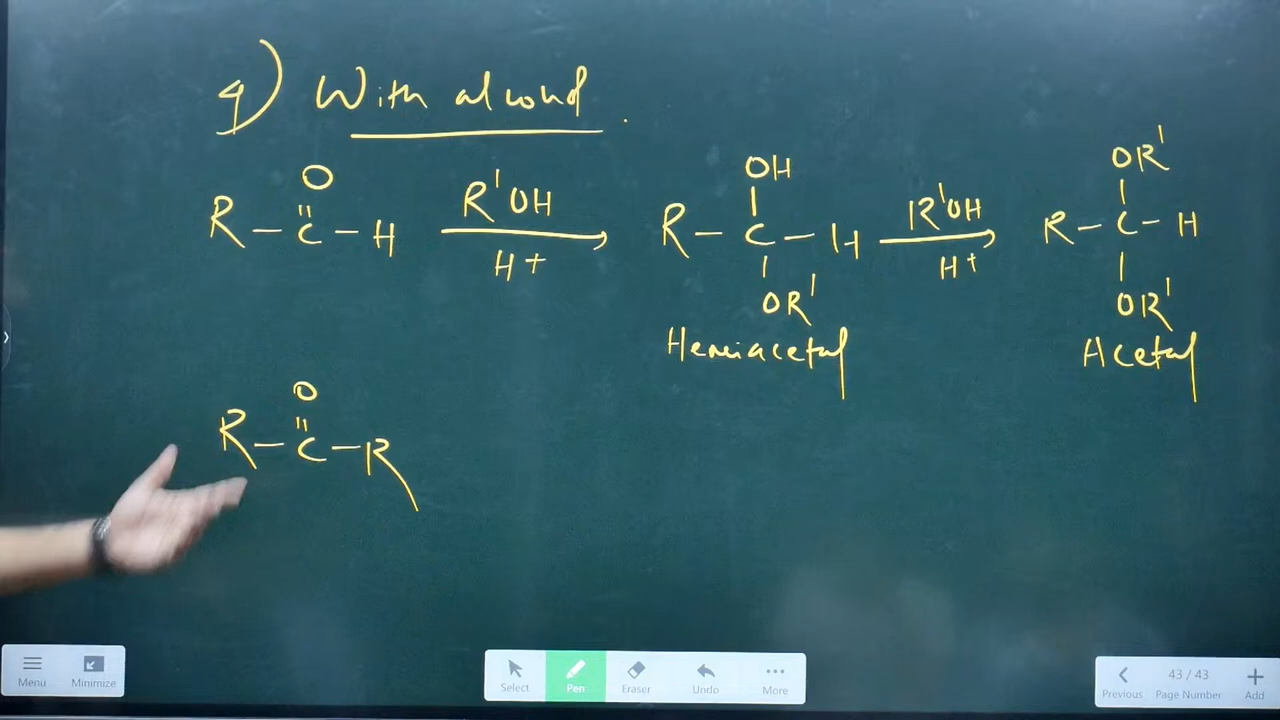 9) With alcohol.
O
||
R – C – H
R'OH
H+
OH
|
R – C – H
|
OR'
Hemiacetal
R'OH
H+
OR'
|
R – C – H
|
OR'
Acetal
O
||
R – C – R
Menu
Minimize
Select
Pen
Eraser
Undo
More
Previous
43 / 43
Page Number
Add